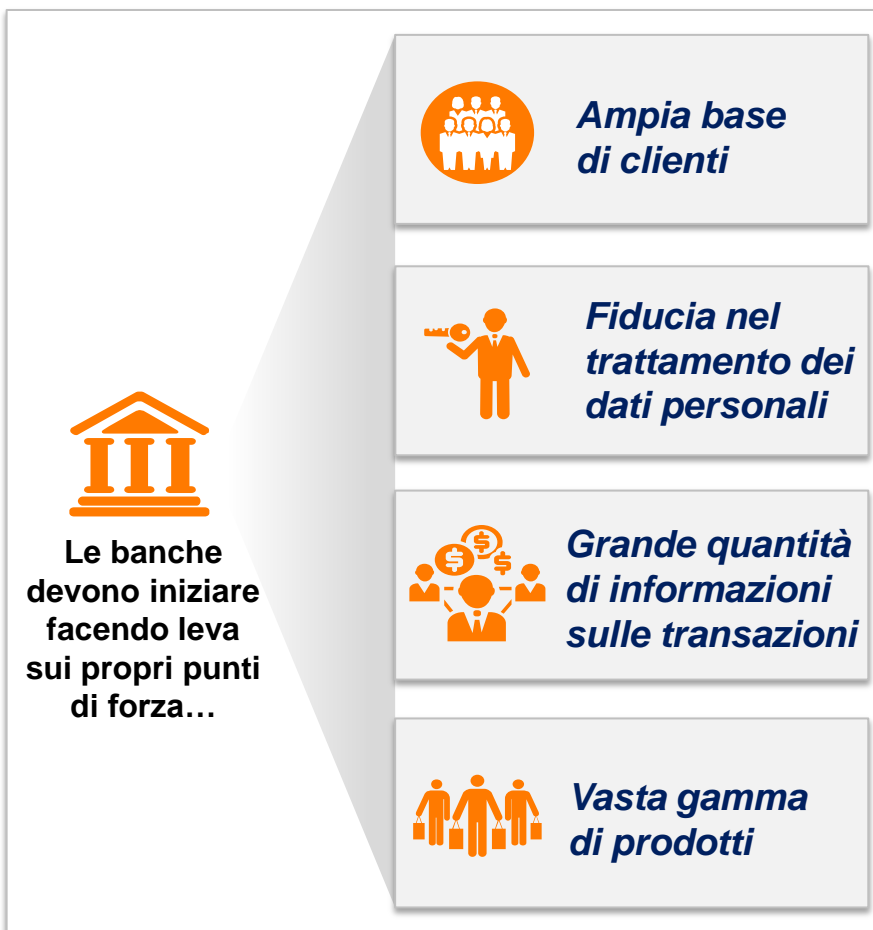 Ampia base
di clienti
Fiducia nel
trattamento dei
dati personali
Le banche
devono iniziare
facendo leva
sui propri punti
di forza…
Grande quantità
di informazioni
sulle transazioni
Vasta gamma
di prodotti